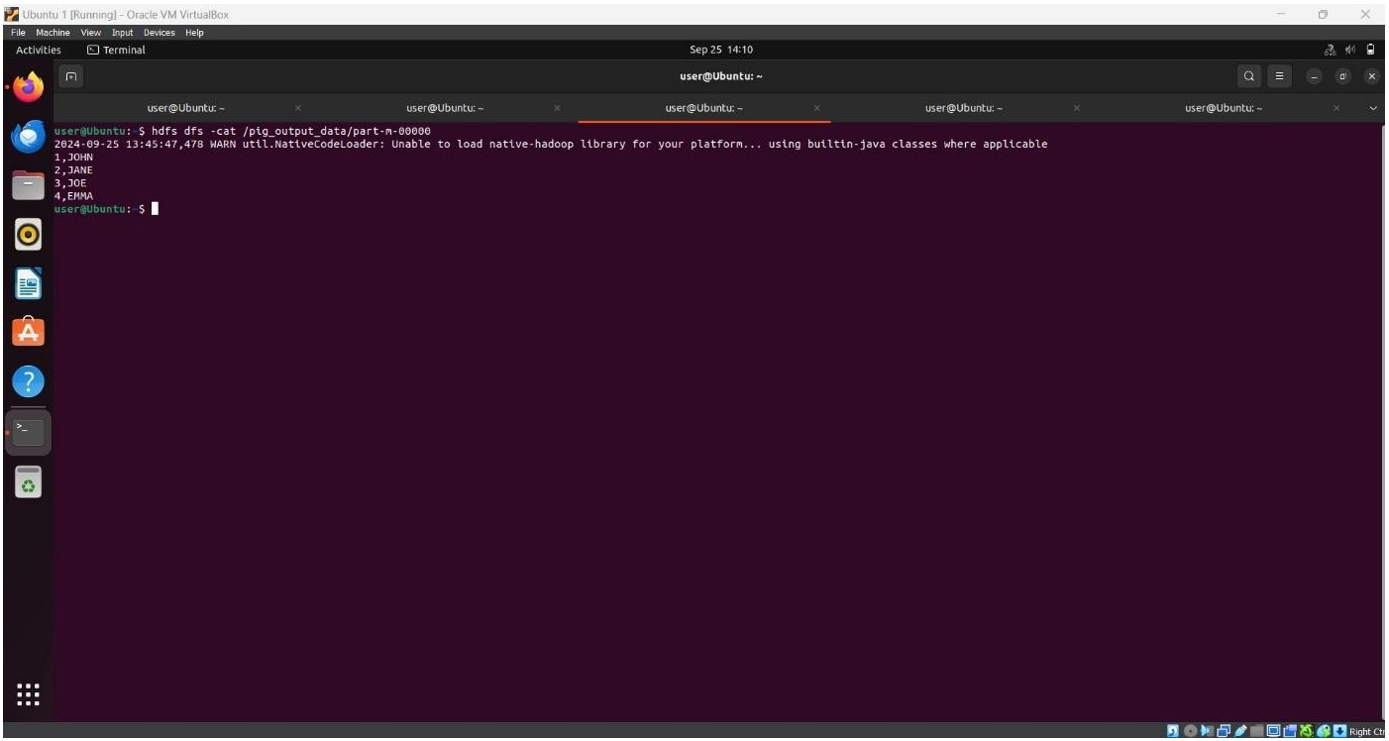 Ubuntu 1 [Running] - Oracle VM VirtualBox
File Machine View Input Devices Help
Activities Terminal Sep 25 14:10
user@Ubuntu: ~
user@Ubuntu: ~ user@Ubuntu: ~ user@Ubuntu: ~ user@Ubuntu: ~ user@Ubuntu: ~
user@Ubuntu:~$ hdfs dfs -cat /pig_output_data/part-m-00000
2024-09-25 13:45:47,478 WARN util.NativeCodeLoader: Unable to load native-hadoop library for your platform... using builtin-java classes where applicable
1,JOHN
2,JANE
3,JOE
4,EMMA
user@Ubuntu:~$
Right Ctr